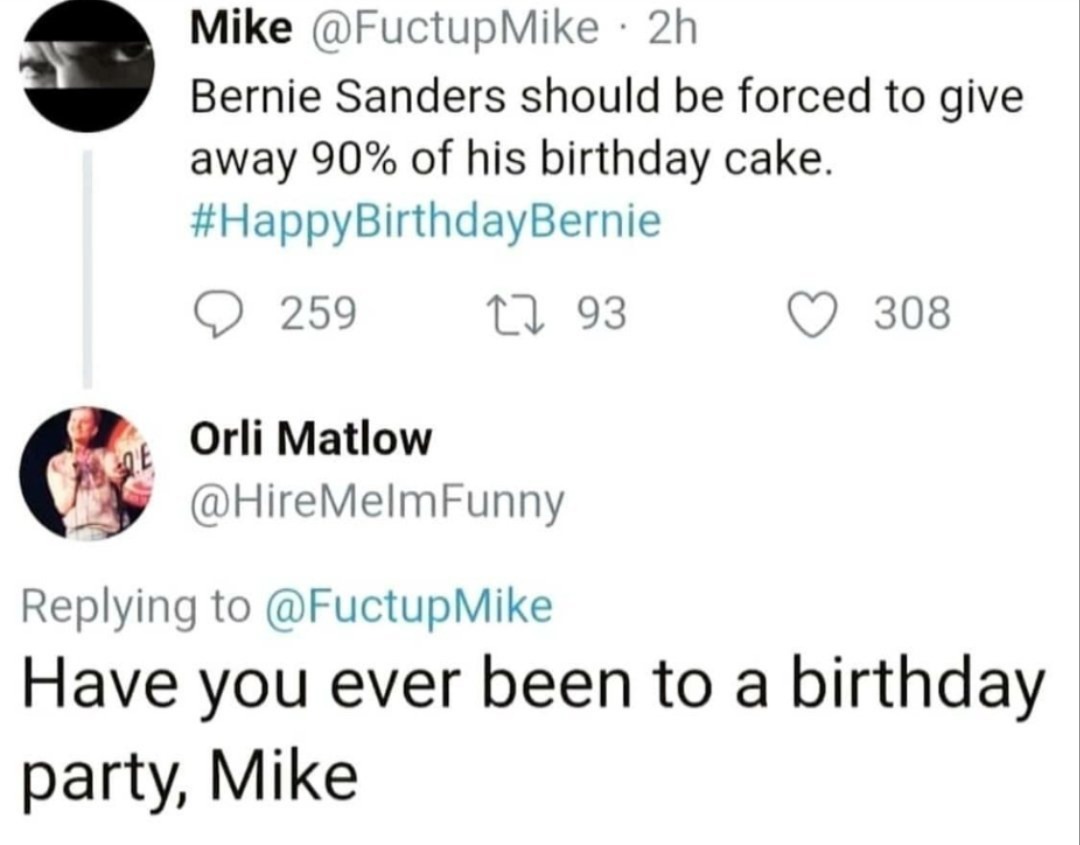 Mike @FuctupMike · 2h
Bernie Sanders should be forced to give
away 90% of his birthday cake.
#HappyBirthdayBernie
259 93 308
Orli Matlow
@HireMeImFunny
Replying to @FuctupMike
Have you ever been to a birthday
party, Mike